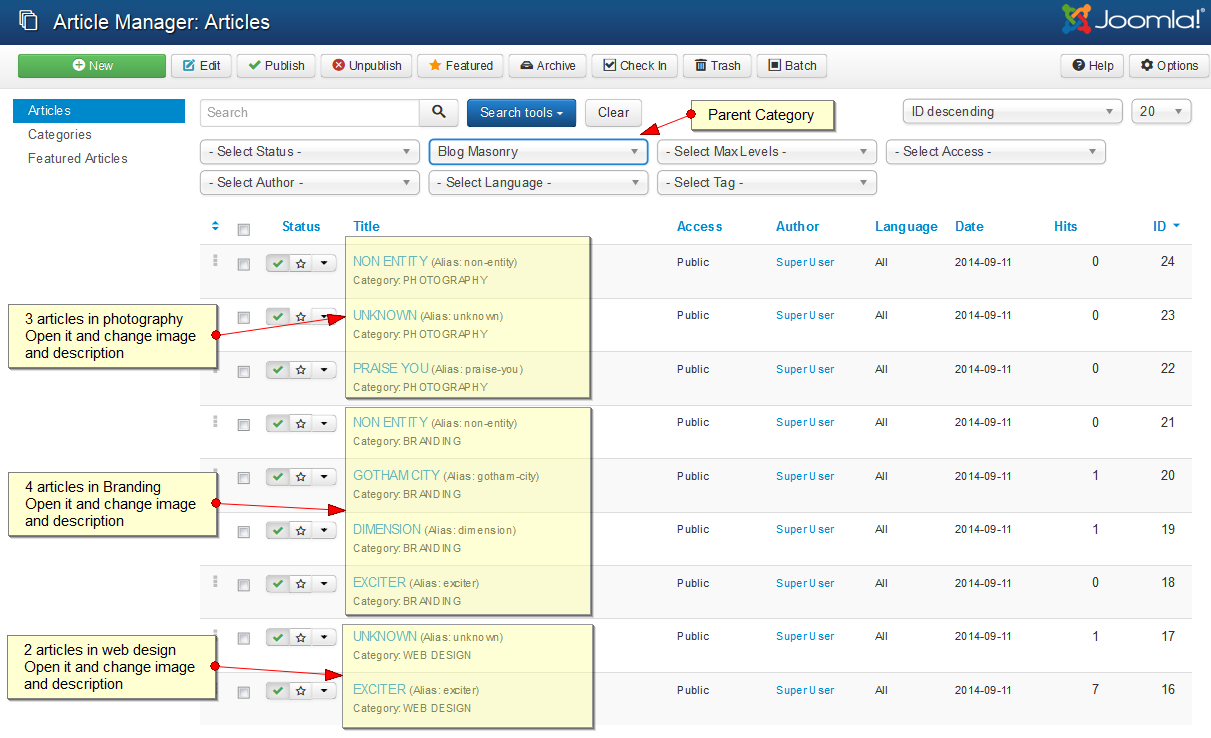 Article Manager: Articles
Joomla!®
New Edit Publish Unpublish Featured Archive Check In Trash Batch Help Options
Articles
Categories
Featured Articles
Search Search tools Clear
Parent Category
ID descending 20
- Select Status - Blog Masonry - Select Max Levels - - Select Access -
- Select Author - - Select Language - - Select Tag -
Status Title Access Author Language Date Hits ID
NON ENTITY (Alias: non-entity) Public Super User All 2014-09-11 0 24
Category: PHOTOGRAPHY
3 articles in photography
Open it and change image
and description
UNKNOWN (Alias: unknown) Public Super User All 2014-09-11 0 23
Category: PHOTOGRAPHY
PRAISE YOU (Alias: praise-you) Public Super User All 2014-09-11 0 22
Category: PHOTOGRAPHY
NON ENTITY (Alias: non-entity) Public Super User All 2014-09-11 0 21
Category: BRANDING
4 articles in Branding
Open it and change image
and description
GOTHAM CITY (Alias: gotham-city) Public Super User All 2014-09-11 1 20
Category: BRANDING
DIMENSION (Alias: dimension) Public Super User All 2014-09-11 1 19
Category: BRANDING
EXCITER (Alias: exciter) Public Super User All 2014-09-11 0 18
Category: BRANDING
2 articles in web design
Open it and change image
and description
UNKNOWN (Alias: unknown) Public Super User All 2014-09-11 1 17
Category: WEB DESIGN
EXCITER (Alias: exciter) Public Super User All 2014-09-11 7 16
Category: WEB DESIGN